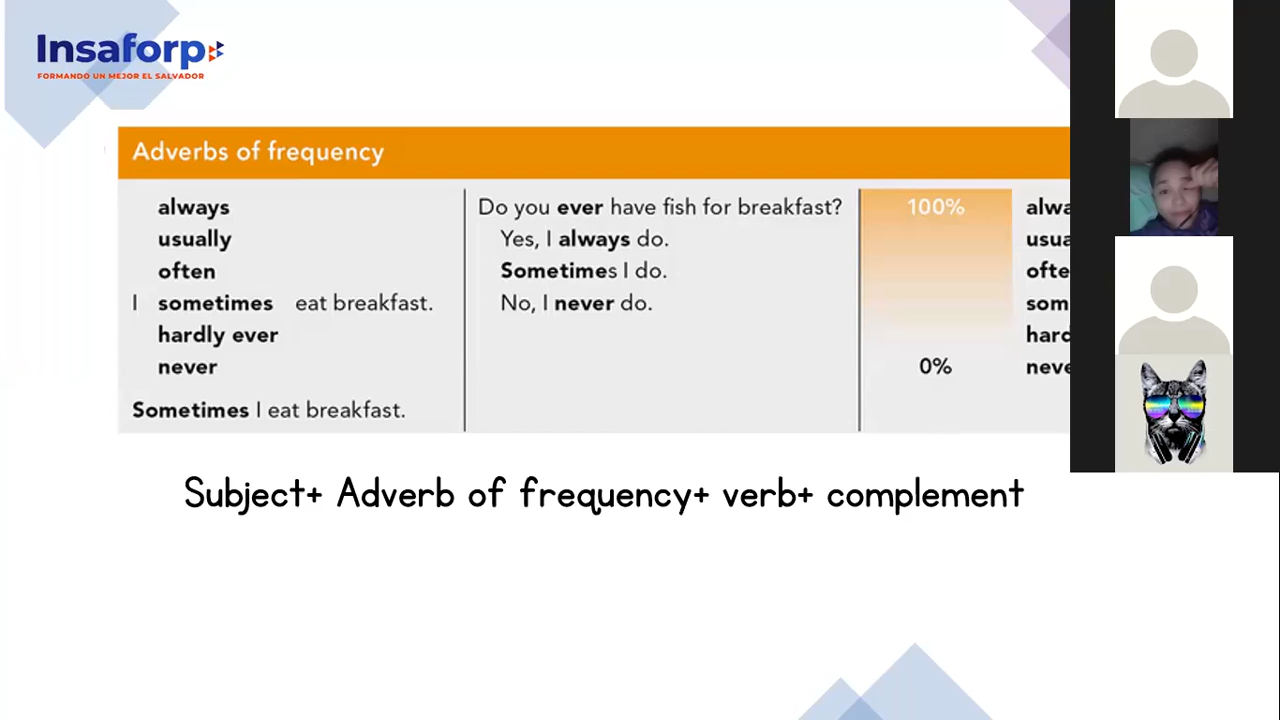 Insaforp
FORMANDO UN MEJOR EL SALVADOR
Adverbs of frequency
always
usually
often
I sometimes eat breakfast.
hardly ever
never
Sometimes I eat breakfast.
Do you ever have fish for breakfast?
Yes, I always do.
Sometimes I do.
No, I never do.
100%
0%
Subject+ Adverb of frequency+ verb+ complement